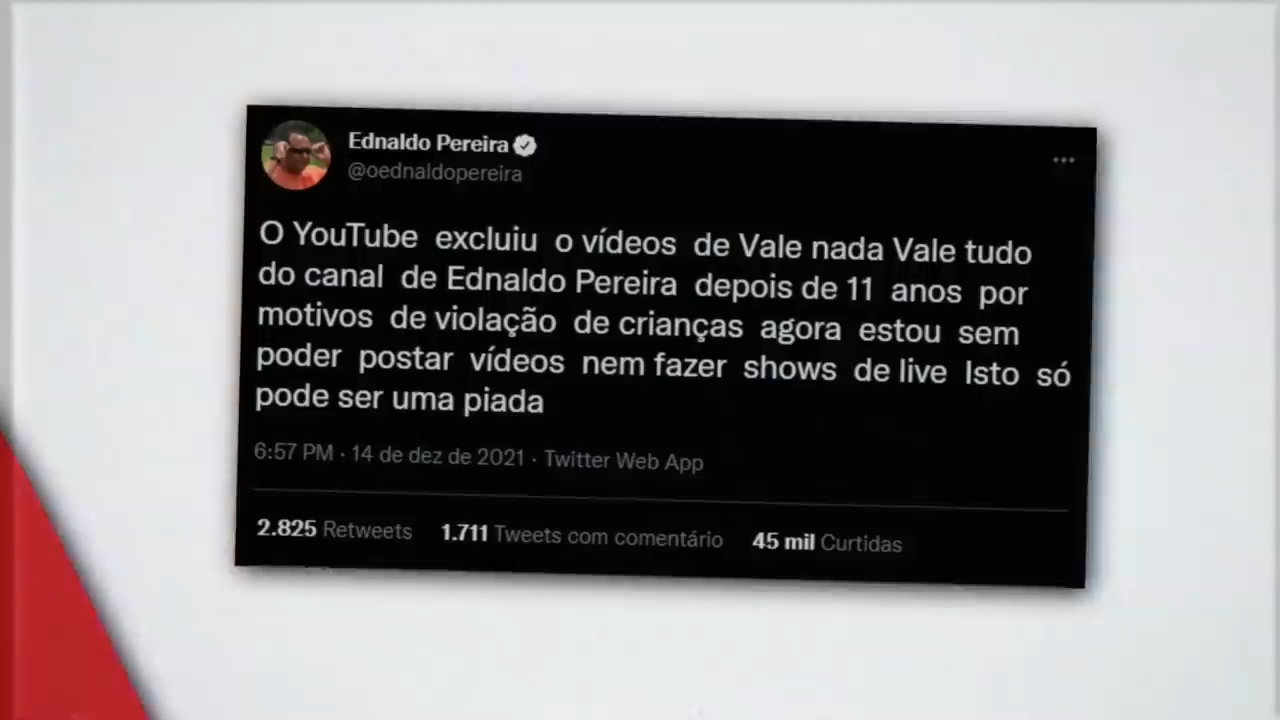 Ednaldo Pereira
@oednaldopereira
O YouTube excluiu o vídeos de Vale nada Vale tudo
do canal de Ednaldo Pereira depois de 11 anos por
motivos de violação de crianças agora estou sem
poder postar vídeos nem fazer shows de live Isto só
pode ser uma piada
6:57 PM · 14 de dez de 2021 · Twitter Web App
2.825 Retweets 1.711 Tweets com comentário 45 mil Curtidas